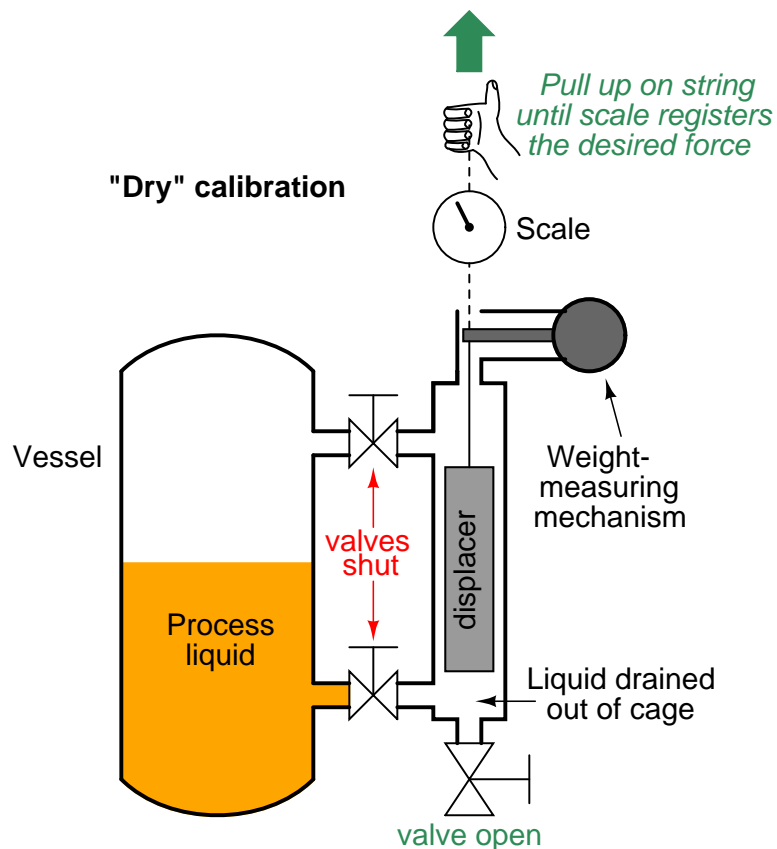 Pull up on string
until scale registers
the desired force
"Dry" calibration
Scale
Vessel
Weight-
measuring
mechanism
valves
shut
displacer
Process
liquid
Liquid drained
out of cage
valve open